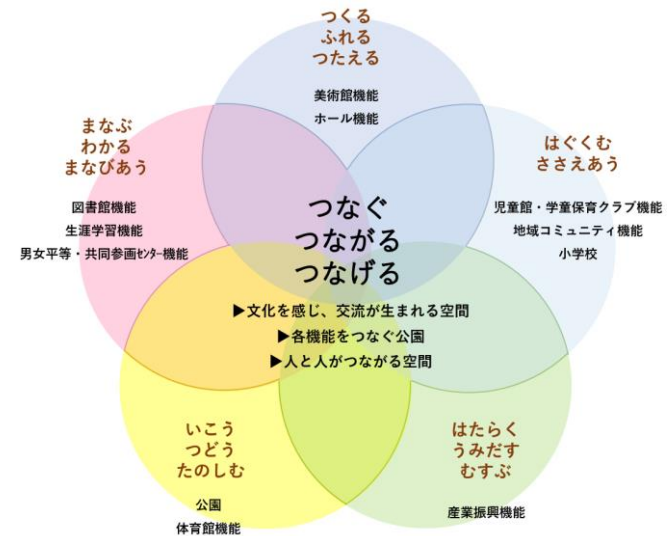 つくる
ふれる
つたえる
美術館機能
ホール機能
まなぶ
わかる
まなびあう
図書館機能
生涯学習機能
男女平等・共同参画ｾﾝﾀｰ機能
はぐくむ
ささえあう
児童館・学童保育クラブ機能
地域コミュニティ機能
小学校
つなぐ
つながる
つなげる
▶文化を感じ、交流が生まれる空間
▶各機能をつなぐ公園
▶人と人がつながる空間
いこう
つどう
たのしむ
公園
体育館機能
はたらく
うみだす
むすぶ
産業振興機能